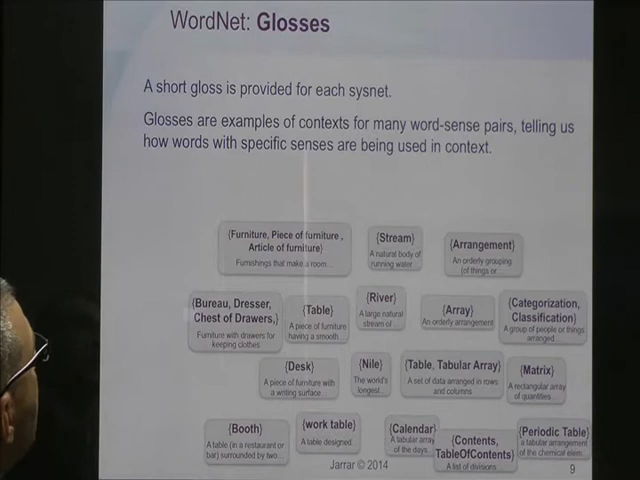 WordNet: Glosses
A short gloss is provided for each sysnet.
Glosses are examples of contexts for many word-sense pairs, telling us
how words with specific senses are being used in context.
{Furniture, Piece of furniture ,
Article of furniture}
Furnishings that make a room...
{Stream}
A natural body of
running water ...
{Arrangement}
An orderly grouping
(of things or ...
{Bureau, Dresser,
Chest of Drawers,}
Furniture with drawers for
keeping clothes
{Table}
A piece of furniture
having a smooth ...
{River}
A large natural
stream of ...
{Array}
An orderly arrangement
{Categorization,
Classification}
A group of people or things
arranged ...
{Desk}
A piece of furniture with
a writing surface...
{Nile}
The world's
longest...
{Table, Tabular Array}
A set of data arranged in rows
and columns
{Matrix}
A rectangular array
of quantities...
{Booth}
A table (in a restaurant or
bar) surrounded by two...
{work table}
A table designed
{Calendar}
A tabular array
of the days...
{Contents,
TableOfContents}
A list of divisions...
{Periodic Table}
a tabular arrangement
of the chemical elem...
Jarrar © 2014
9